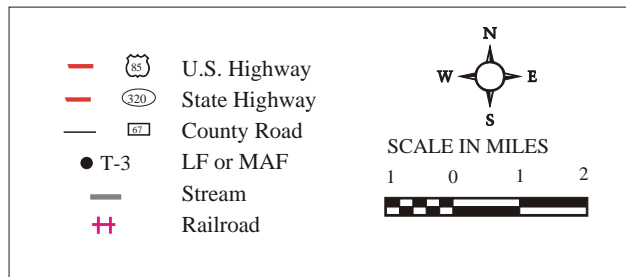 85 U.S. Highway
320 State Highway
67 County Road
T-3 LF or MAF
Stream
Railroad
N
W E
S
SCALE IN MILES
1 0 1 2